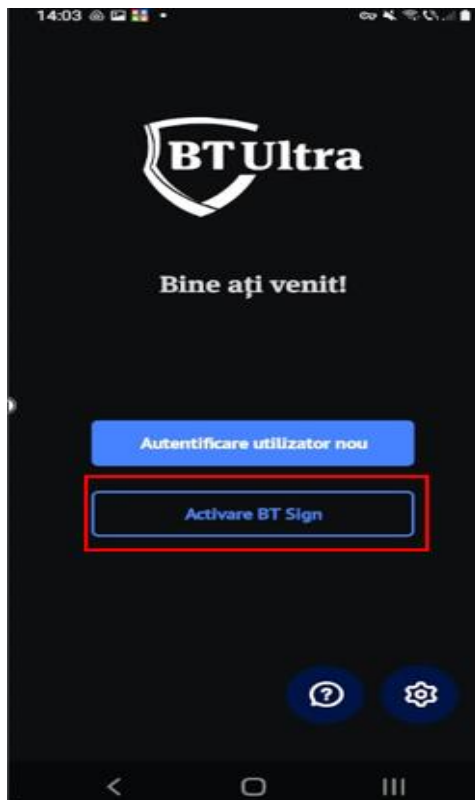 14:03
BT Ultra
Bine ați venit!
Autentificare utilizator nou
Activare BT Sign